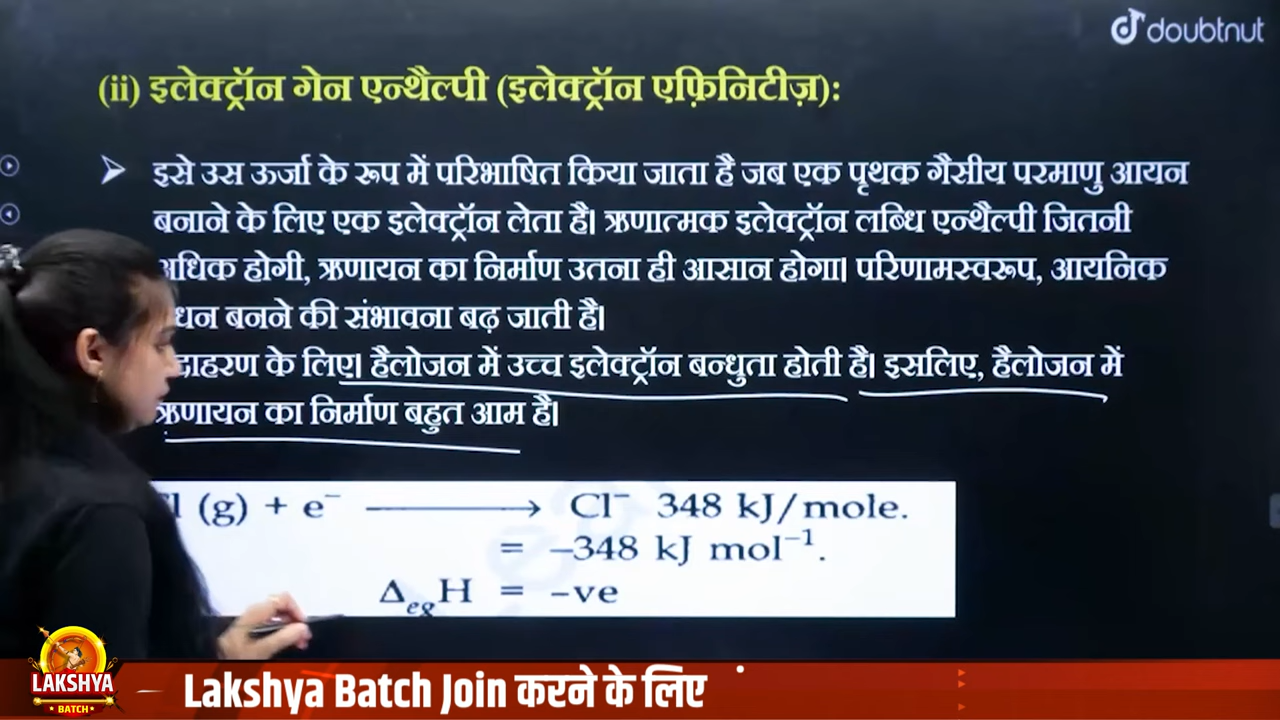 doubtnut
(ii) इलेक्ट्रॉन गेन एन्थैल्पी (इलेक्ट्रॉन एफ़िनिटीज़):
इसे उस ऊर्जा के रूप में परिभाषित किया जाता है जब एक पृथक गैसीय परमाणु आयन
बनाने के लिए एक इलेक्ट्रॉन लेता है। ऋणात्मक इलेक्ट्रॉन लब्धि एन्थैल्पी जितनी
अधिक होगी, ऋणायन का निर्माण उतना ही आसान होगा। परिणामस्वरूप, आयनिक
बनने की संभावना बढ़ जाती है।
के लिए। हैलोजन में उच्च इलेक्ट्रॉन बन्धुता होती है। इसलिए, हैलोजन में
ऋणायन का निर्माण बहुत आम है।
(g) + e⁻ ⟶ Cl⁻ 348 kJ/mole.
= –348 kJ mol⁻¹.
ΔegH = –ve
LAKSHYA
BATCH
Lakshya Batch Join करने के लिए